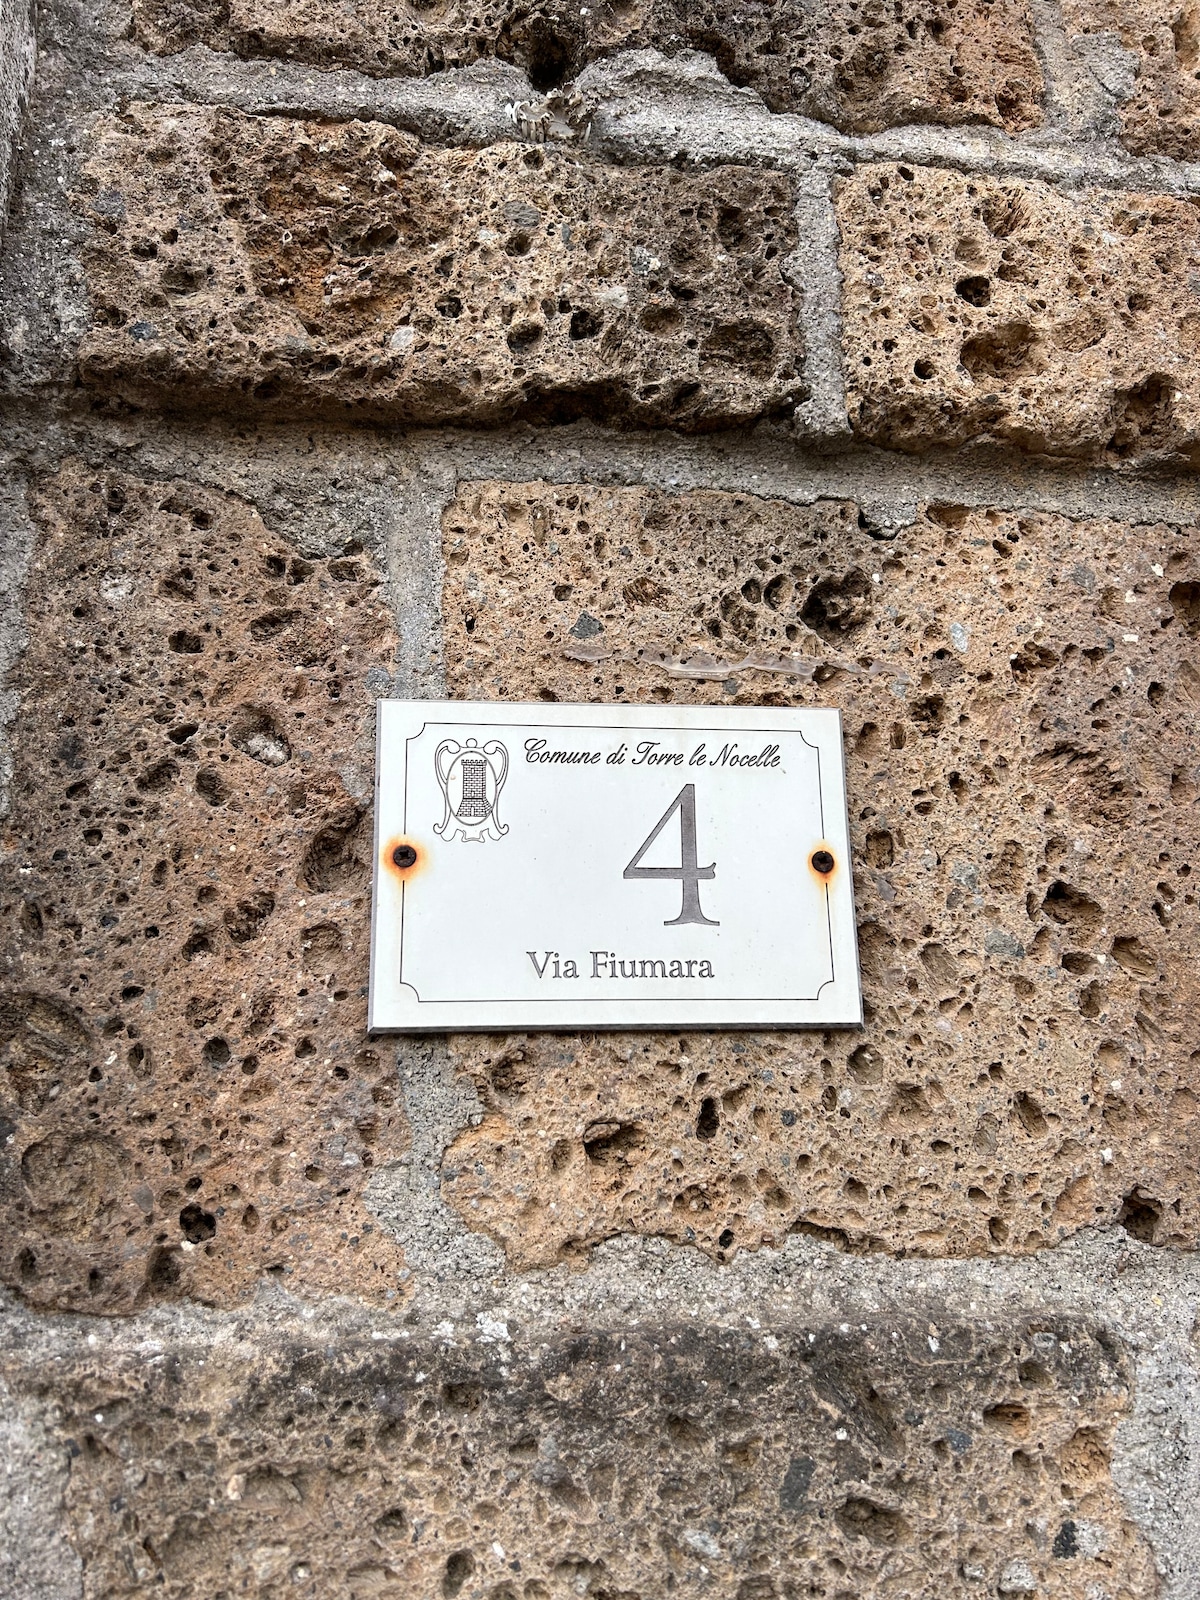 Comune di Torre le Nocelle
4
Via Fiumara